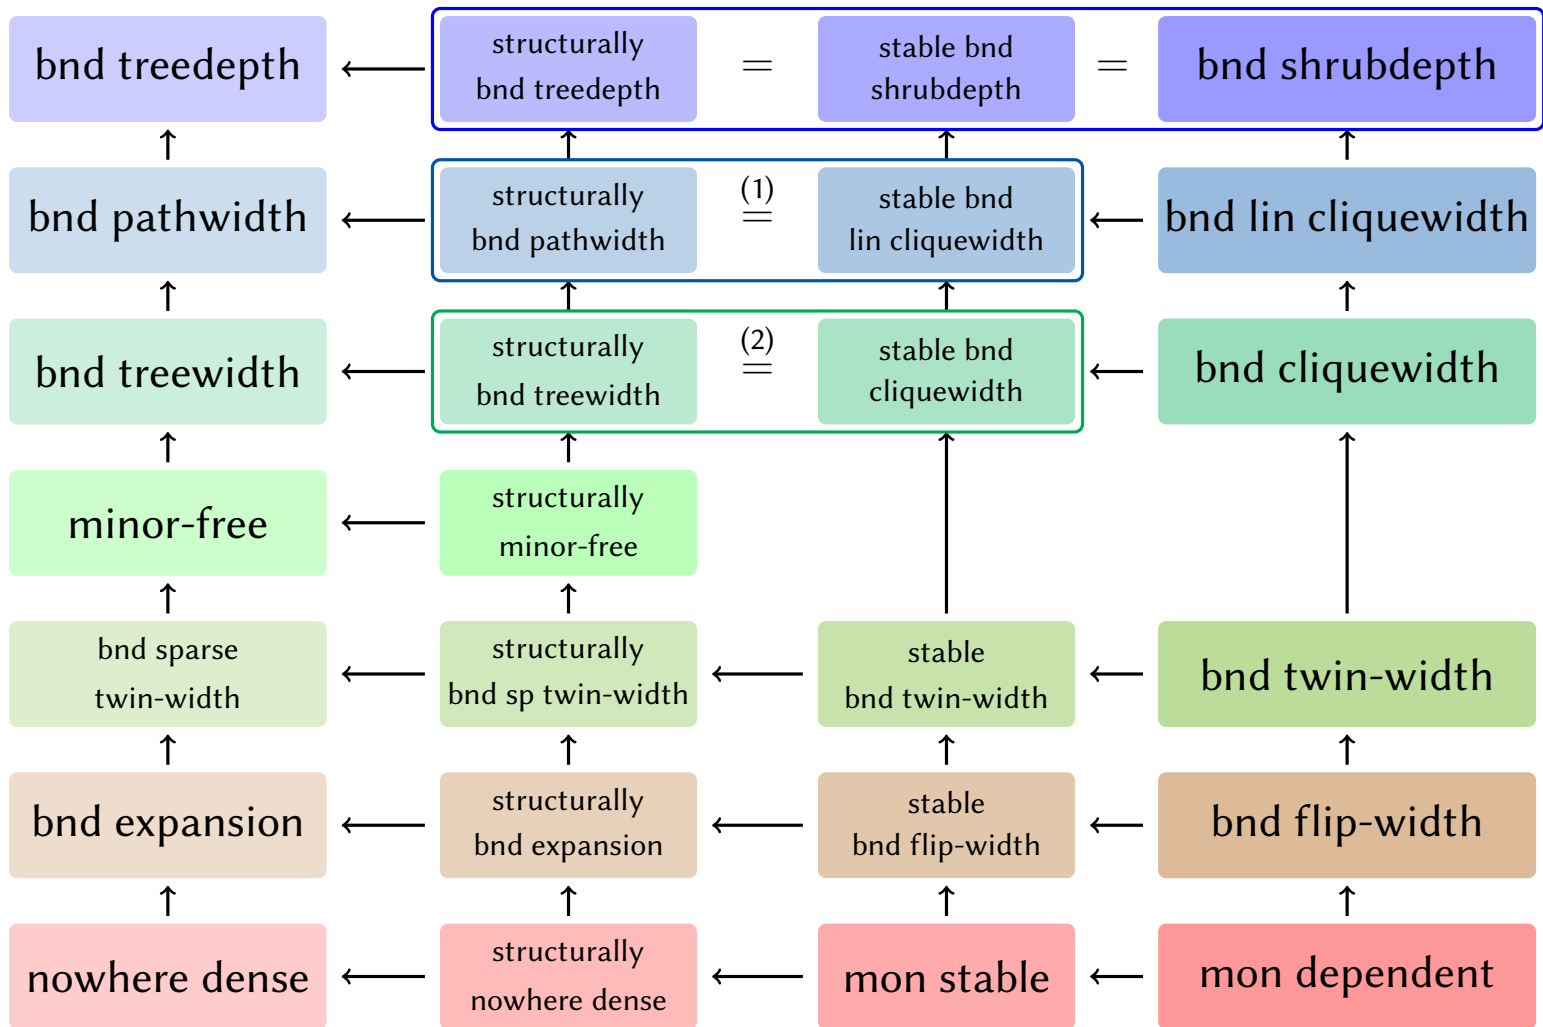 bnd treedepth
structurally
bnd treedepth
=
stable bnd
shrubdepth
=
bnd shrubdepth
bnd pathwidth
structurally
bnd pathwidth
(1)
=
stable bnd
lin cliquewidth
bnd lin cliquewidth
bnd treewidth
structurally
bnd treewidth
(2)
=
stable bnd
cliquewidth
bnd cliquewidth
minor-free
structurally
minor-free
bnd sparse
twin-width
structurally
bnd sp twin-width
stable
bnd twin-width
bnd twin-width
bnd expansion
structurally
bnd expansion
stable
bnd flip-width
bnd flip-width
nowhere dense
structurally
nowhere dense
mon stable
mon dependent